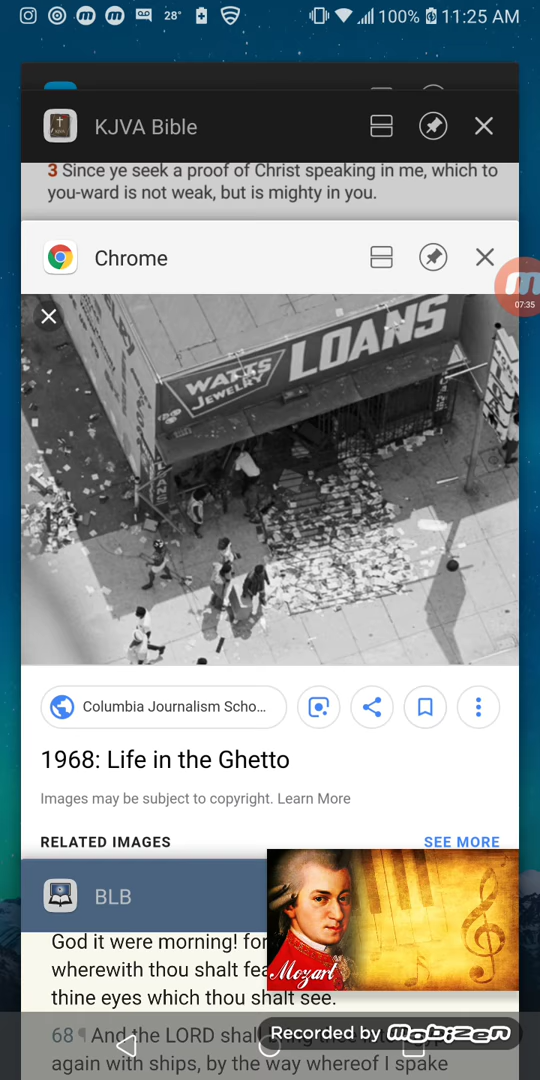 28° 100% 11:25 AM
KJVA Bible
3 Since ye seek a proof of Christ speaking in me, which to
you-ward is not weak, but is mighty in you.
Chrome
07:35
WATTS
JEWELRY
LOANS
Columbia Journalism Scho...
1968: Life in the Ghetto
Images may be subject to copyright. Learn More
RELATED IMAGES
SEE MORE
BLB
Mozart
God it were morning! for
wherewith thou shalt fea
thine eyes which thou shalt see.
68 ¶ And the LORD shall bring thee into Egypt
Recorded by mobizen
again with ships, by the way whereof I spake